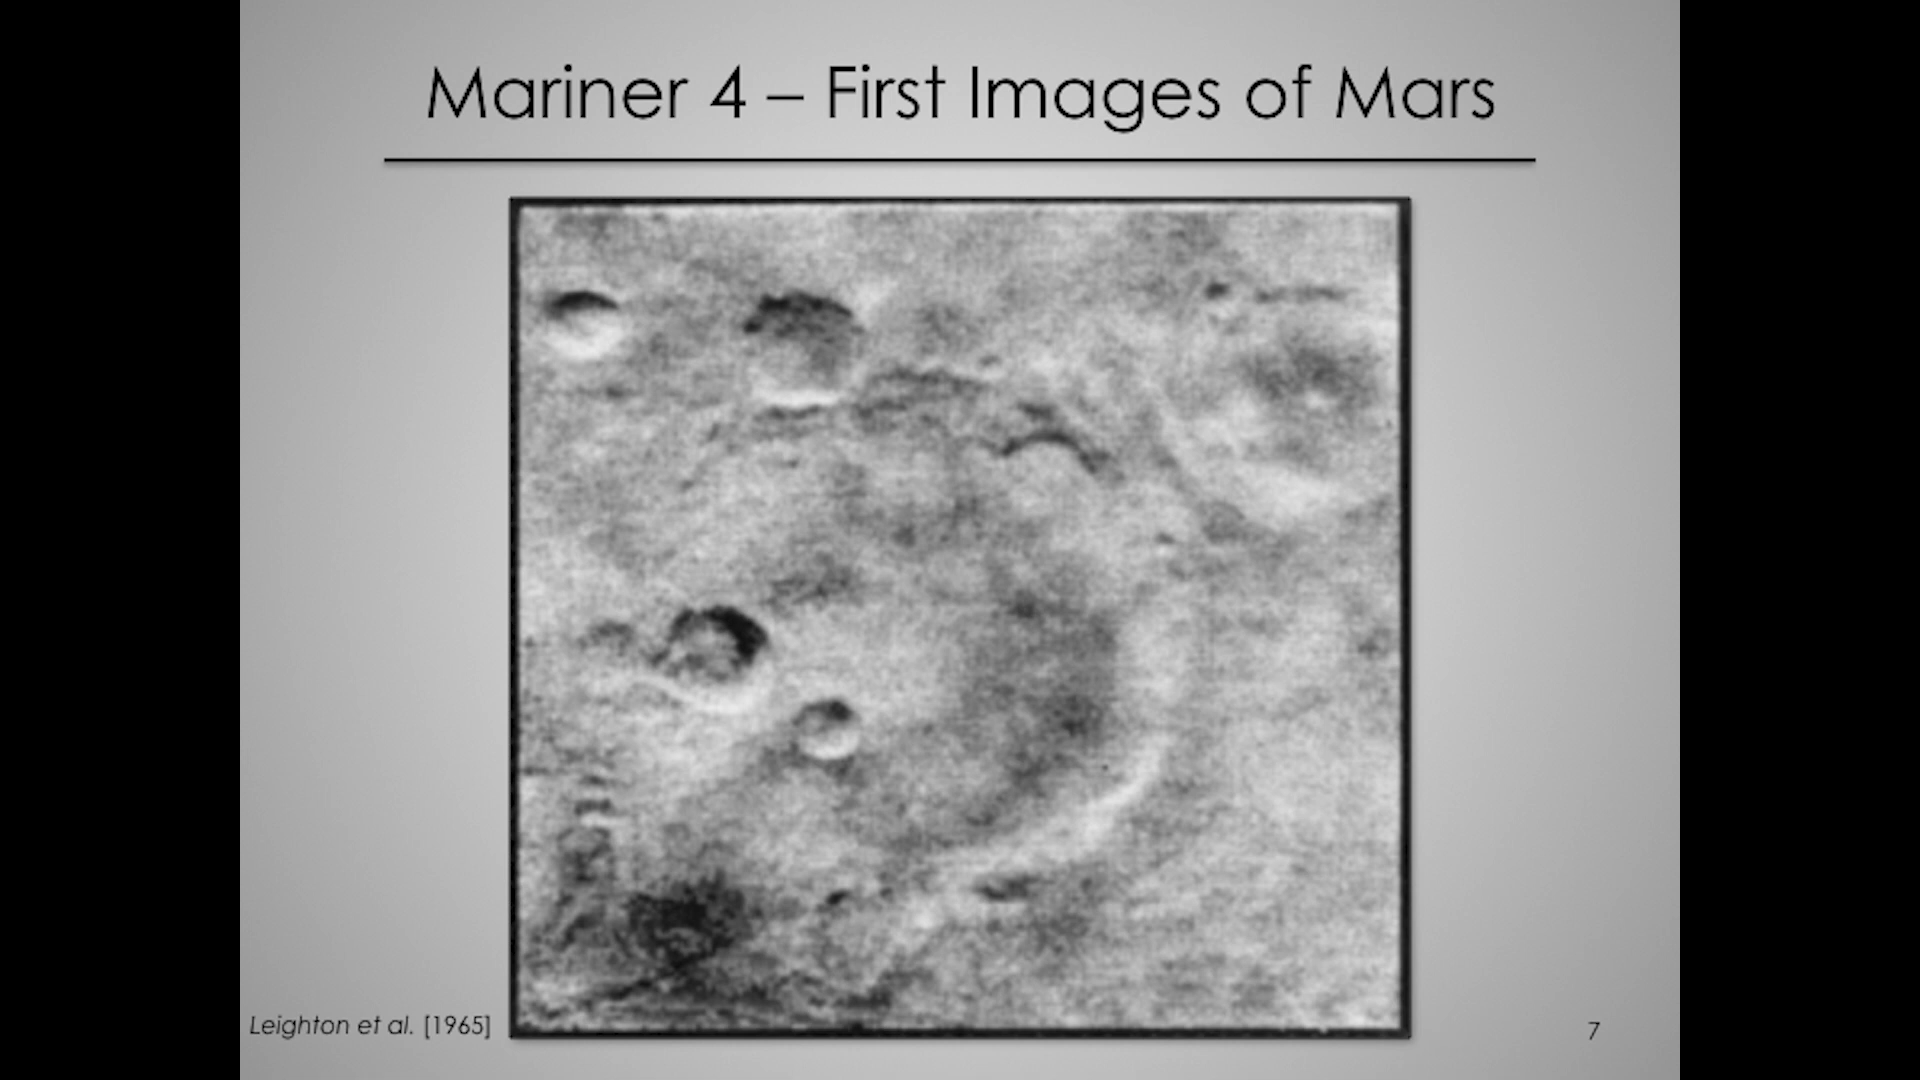 Mariner 4 – First Images of Mars
Leighton et al. [1965]
7